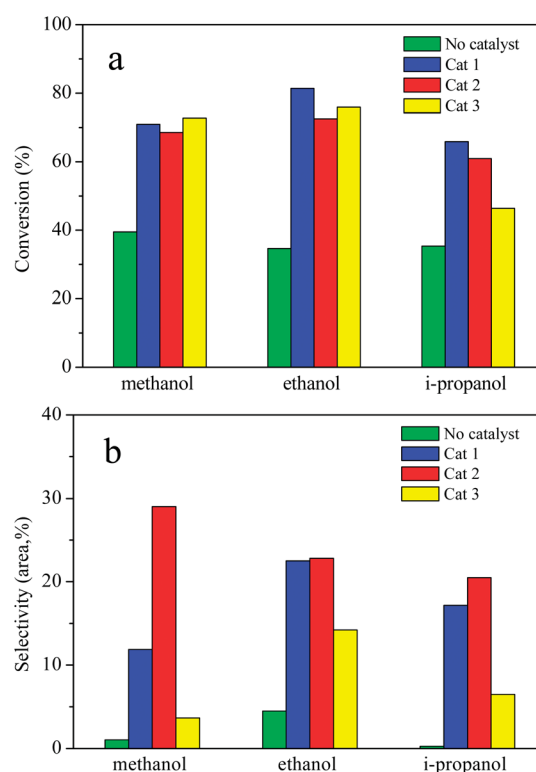 a
No catalyst
Cat 1
Cat 2
Cat 3
100
80
60
40
20
0
Conversion (%)
methanol ethanol i-propanol
b
No catalyst
Cat 1
Cat 2
Cat 3
40
30
20
10
0
Selectivity (area,%)
methanol ethanol i-propanol